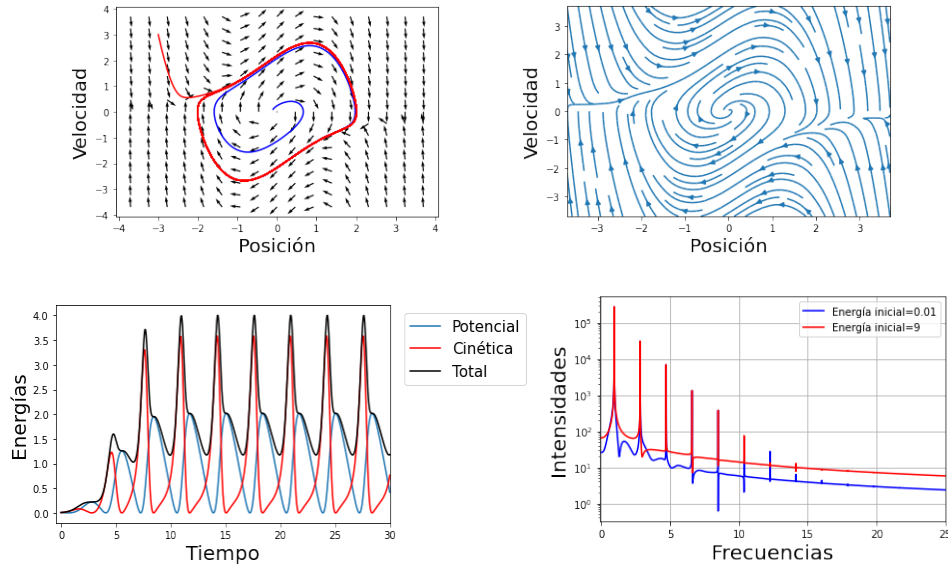 4
3
2
1
0
−1
−2
−3
−4
Velocidad
−4 −3 −2 −1 0 1 2 3 4
Posición
3
2
1
0
−1
−2
−3
Velocidad
−3 −2 −1 0 1 2 3
Posición
4.0
3.5
3.0
2.5
2.0
1.5
1.0
0.5
0.0
Energías
0 5 10 15 20 25 30
Tiempo
Potencial
Cinética
Total
10⁵
10⁴
10³
10²
10¹
10⁰
Intensidades
Energía inicial=0.01
Energía inicial=9
0 5 10 15 20 25
Frecuencias